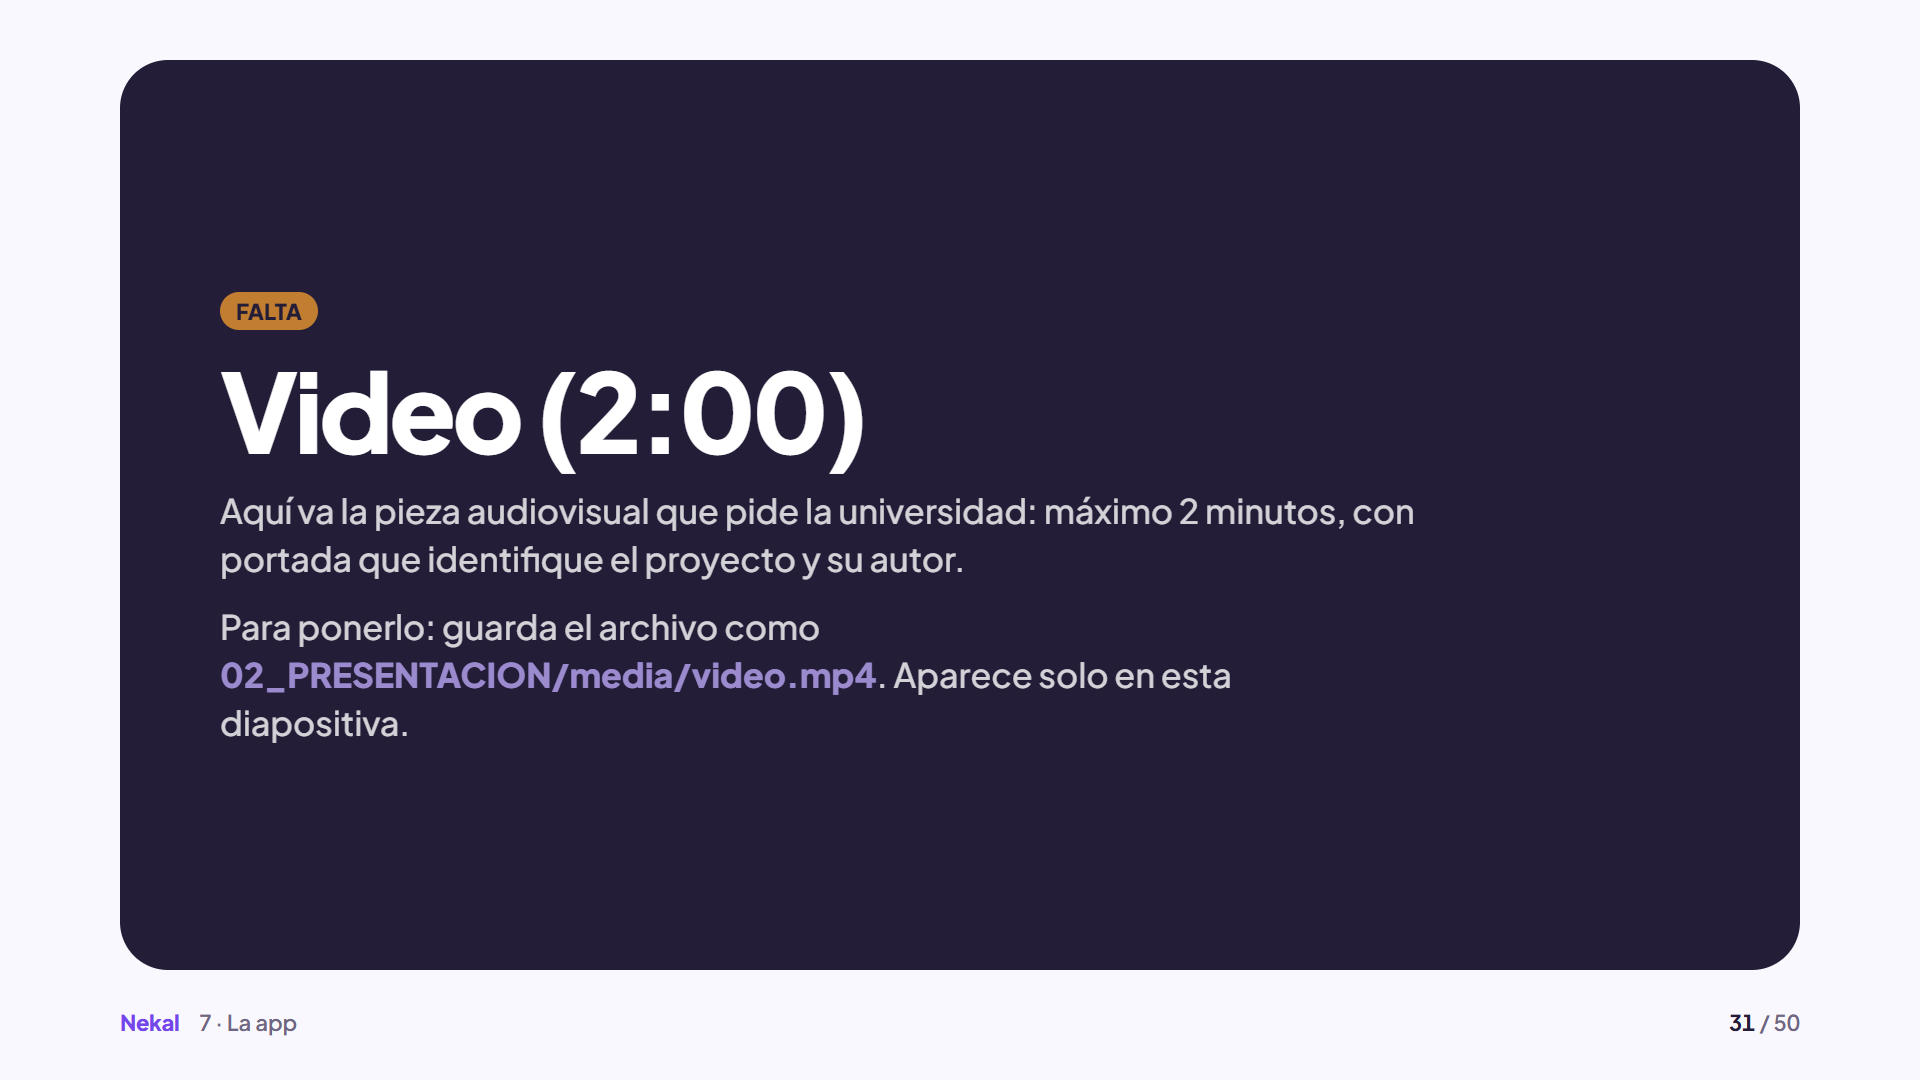 FALTA
Video (2:00)
Aquí va la pieza audiovisual que pide la universidad: máximo 2 minutos, con
portada que identifique el proyecto y su autor.
Para ponerlo: guarda el archivo como
02_PRESENTACION/media/video.mp4. Aparece solo en esta
diapositiva.
Nekal 7 · La app
31 / 50